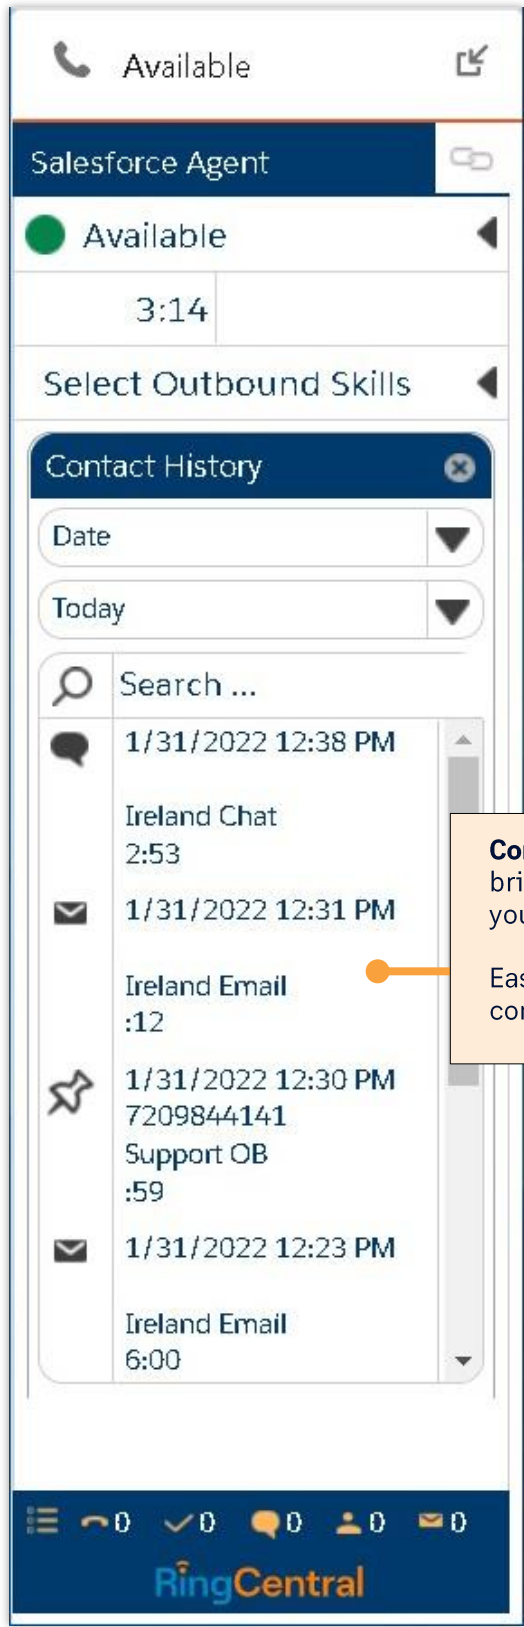 Available
Salesforce Agent
Available
3:14
Select Outbound Skills
Contact History
Date
Today
Search ...
1/31/2022 12:38 PM
Ireland Chat
2:53
1/31/2022 12:31 PM
Ireland Email
:12
1/31/2022 12:30 PM
7209844141
Support OB
:59
1/31/2022 12:23 PM
Ireland Email
6:00
0 0 0 0 0
RingCentral